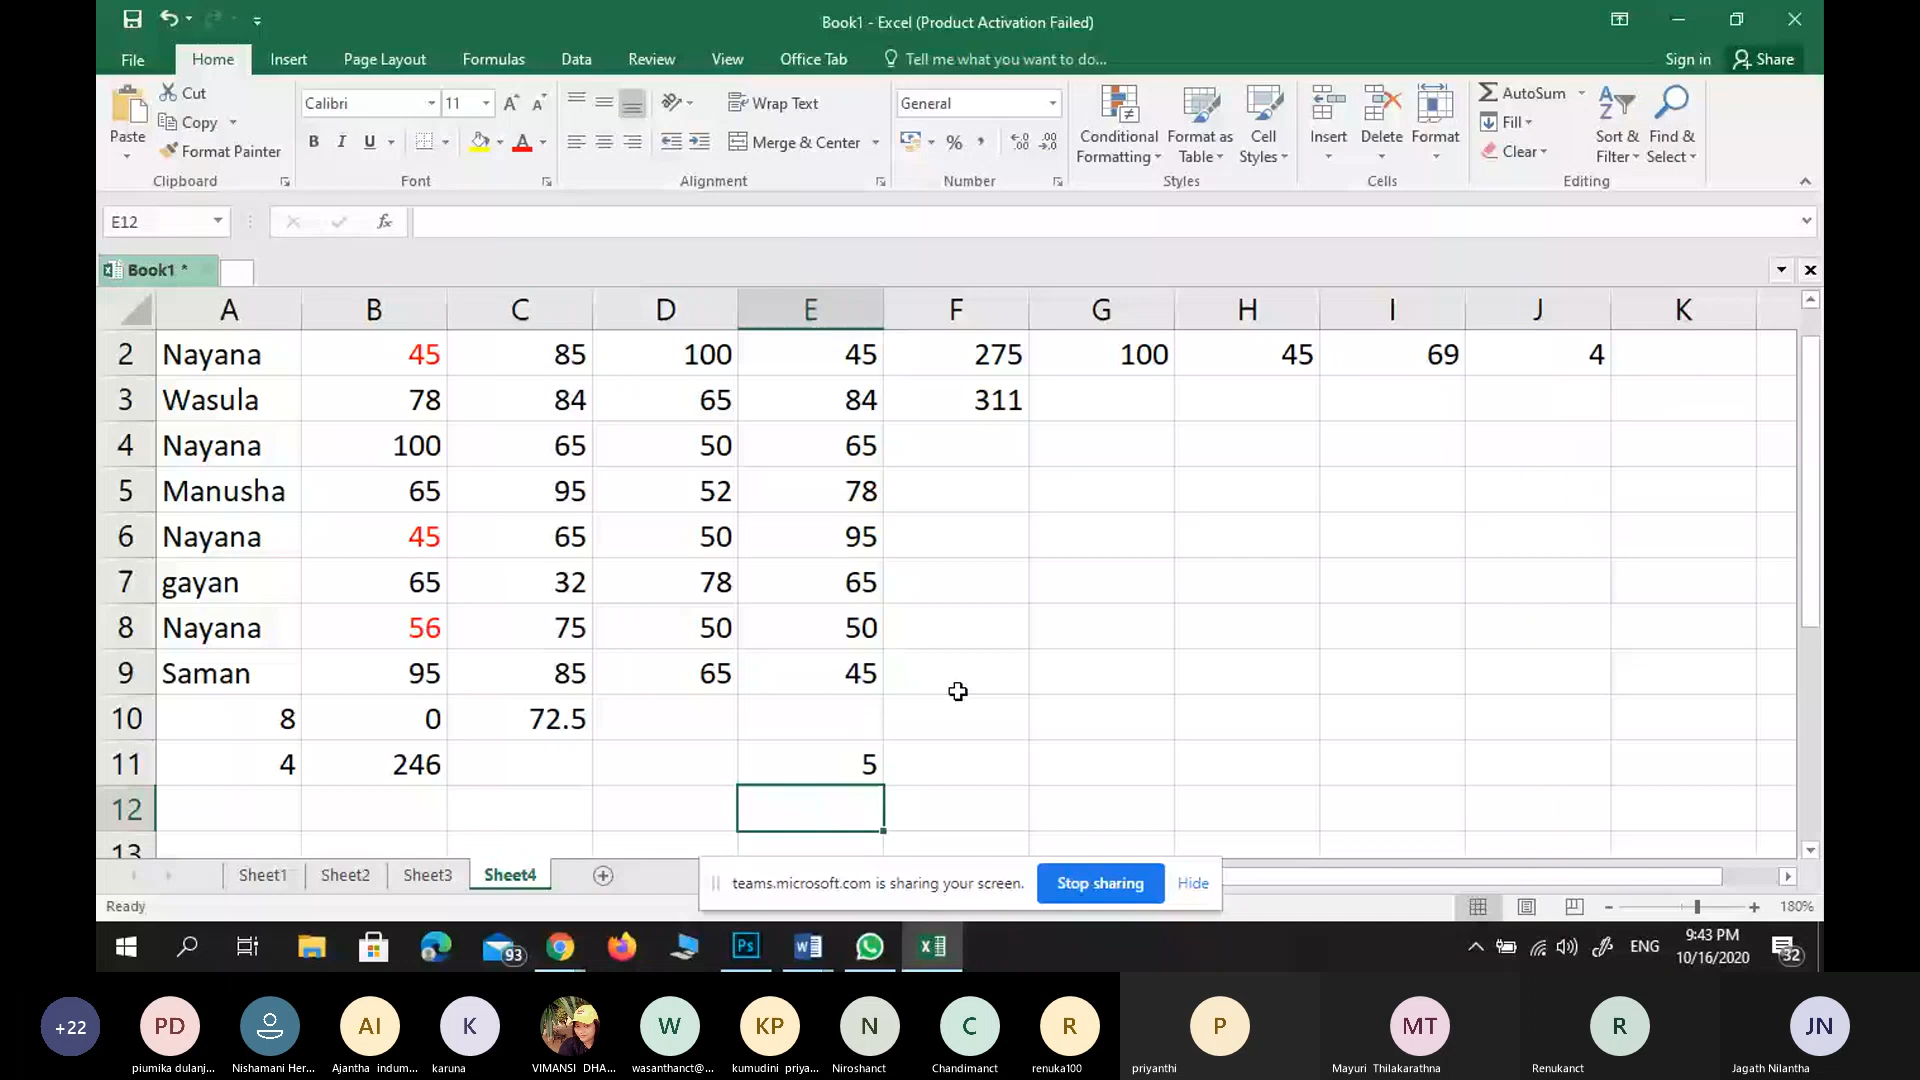 Book1 - Excel (Product Activation Failed)
File Home Insert Page Layout Formulas Data Review View Office Tab Tell me what you want to do... Sign in Share
Paste Cut Copy Format Painter Clipboard
Calibri 11 B I U A Font
Wrap Text Merge & Center Alignment
General % , Number
Conditional Formatting Format as Table Cell Styles Styles
Insert Delete Format Cells
AutoSum Fill Clear Sort & Filter Find & Select Editing
E12 fx
Book1 *
A B C D E F G H I J K
2 Nayana 45 85 100 45 275 100 45 69 4
3 Wasula 78 84 65 84 311
4 Nayana 100 65 50 65
5 Manusha 65 95 52 78
6 Nayana 45 65 50 95
7 gayan 65 32 78 65
8 Nayana 56 75 50 50
9 Saman 95 85 65 45
10 8 0 72.5
11 4 246 5
12
13
Sheet1 Sheet2 Sheet3 Sheet4
teams.microsoft.com is sharing your screen. Stop sharing Hide
Ready 180%
93 Ps ENG 9:43 PM 32
10/16/2020
+22 PD AI K W KP N C R P MT R JN
piumika dulanj... Nishamani Her... Ajantha indum... karuna VIMANSI DHA... wasanthanct@... kumudini priya... Niroshanct Chandimanct renuka100 priyanthi Mayuri Thilakarathna Renukanct Jagath Nilantha